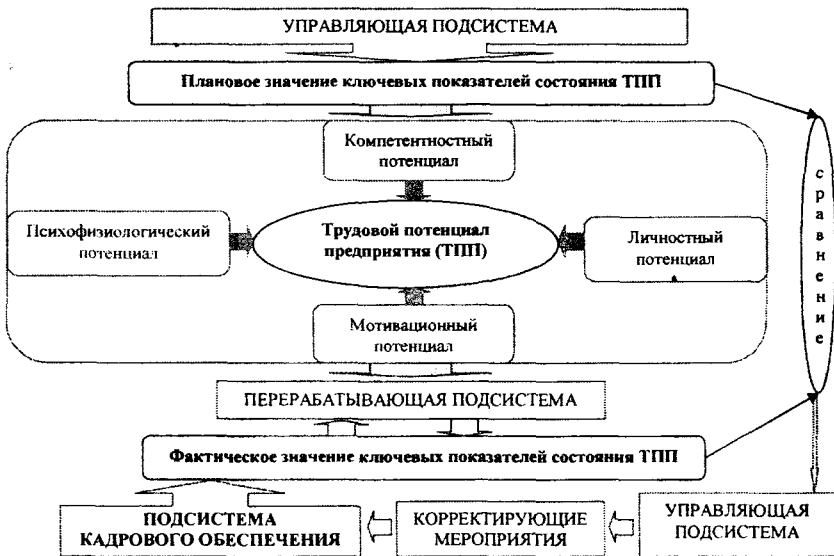 УПРАВЛЯЮЩАЯ ПОДСИСТЕМА
Плановое значение ключевых показателей состояния ТПП
Компетентностный
потенциал
Психофизиологический
потенциал
Трудовой потенциал
предприятия (ТПП)
Личностный
потенциал
Мотивационный
потенциал
сравнение
ПЕРЕРАБАТЫВАЮЩАЯ ПОДСИСТЕМА
Фактическое значение ключевых показателей состояния ТПП
ПОДСИСТЕМА
КАДРОВОГО ОБЕСПЕЧЕНИЯ
КОРРЕКТИРУЮЩИЕ
МЕРОПРИЯТИЯ
УПРАВЛЯЮЩАЯ
ПОДСИСТЕМА